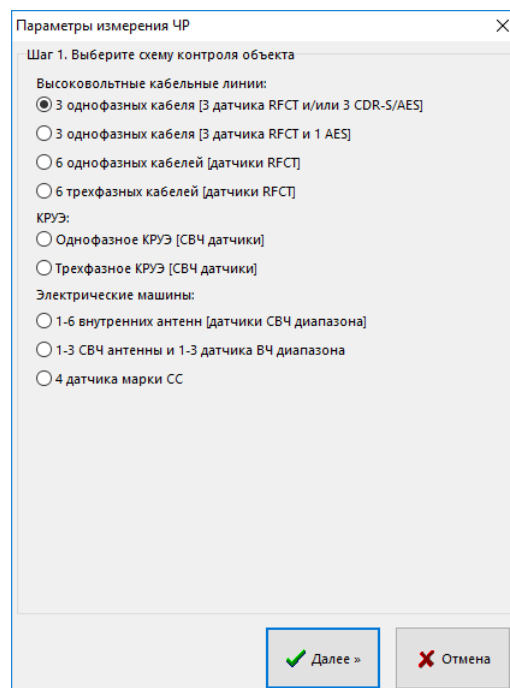 Параметры измерения ЧР
Шаг 1. Выберите схему контроля объекта
Высоковольтные кабельные линии:
3 однофазных кабеля [3 датчика RFCT и/или 3 CDR-S/AES]
3 однофазных кабеля [3 датчика RFCT и 1 AES]
6 однофазных кабелей [датчики RFCT]
6 трехфазных кабелей [датчики RFCT]
КРУЭ:
Однофазное КРУЭ [СВЧ датчики]
Трехфазное КРУЭ [СВЧ датчики]
Электрические машины:
1-6 внутренних антенн [датчики СВЧ диапазона]
1-3 СВЧ антенны и 1-3 датчика ВЧ диапазона
4 датчика марки СС
Далее »
Отмена